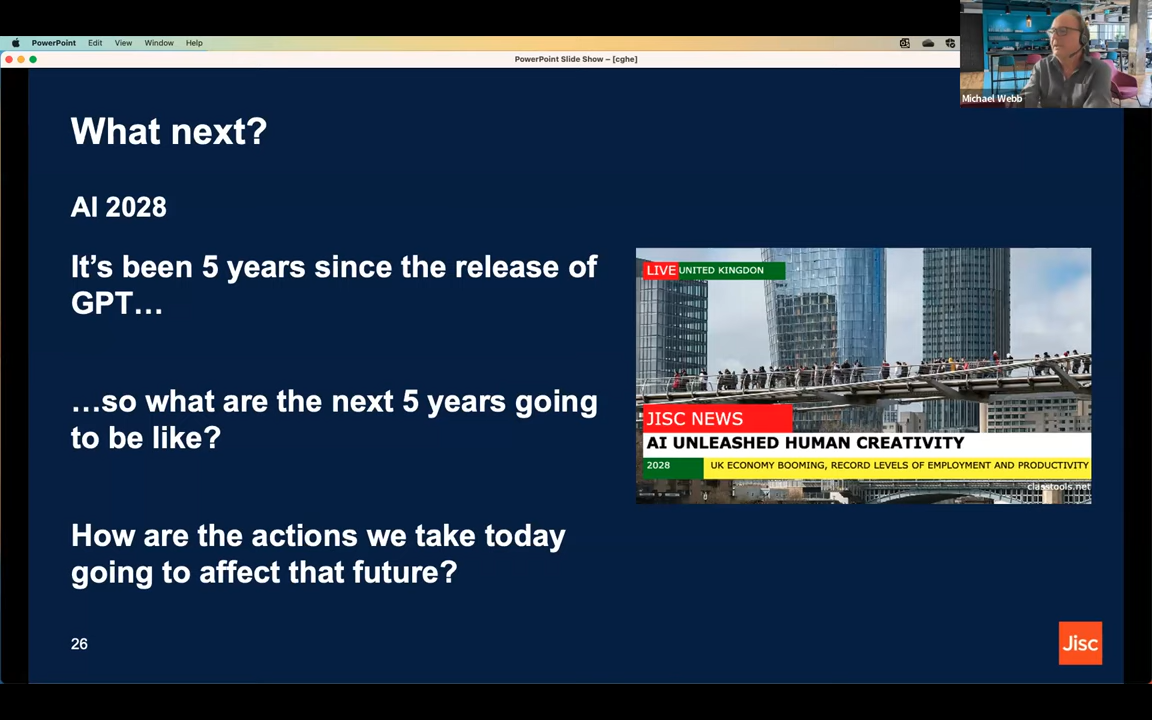 PowerPoint Edit View Window Help
PowerPoint Slide Show – [cghe]
Michael Webb
What next?
AI 2028
It’s been 5 years since the release of
GPT…
…so what are the next 5 years going
to be like?
How are the actions we take today
going to affect that future?
LIVE UNITED KINGDON
JISC NEWS
AI UNLEASHED HUMAN CREATIVITY
2028 UK ECONOMY BOOMING, RECORD LEVELS OF EMPLOYMENT AND PRODUCTIVITY
classtools.net
26
Jisc